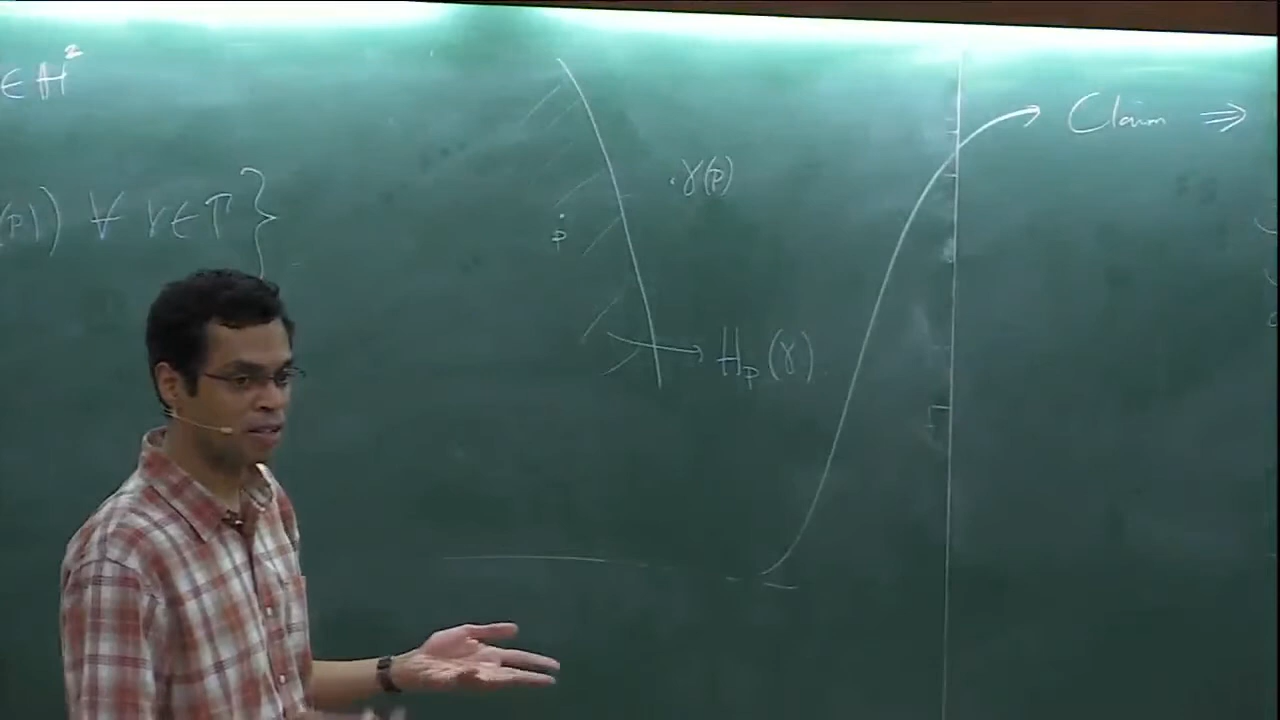 ∈ ℍ²
(p)) ∀ γ ∈ Γ }
. γ(p)
p
H_p(γ)
Claim ⇒